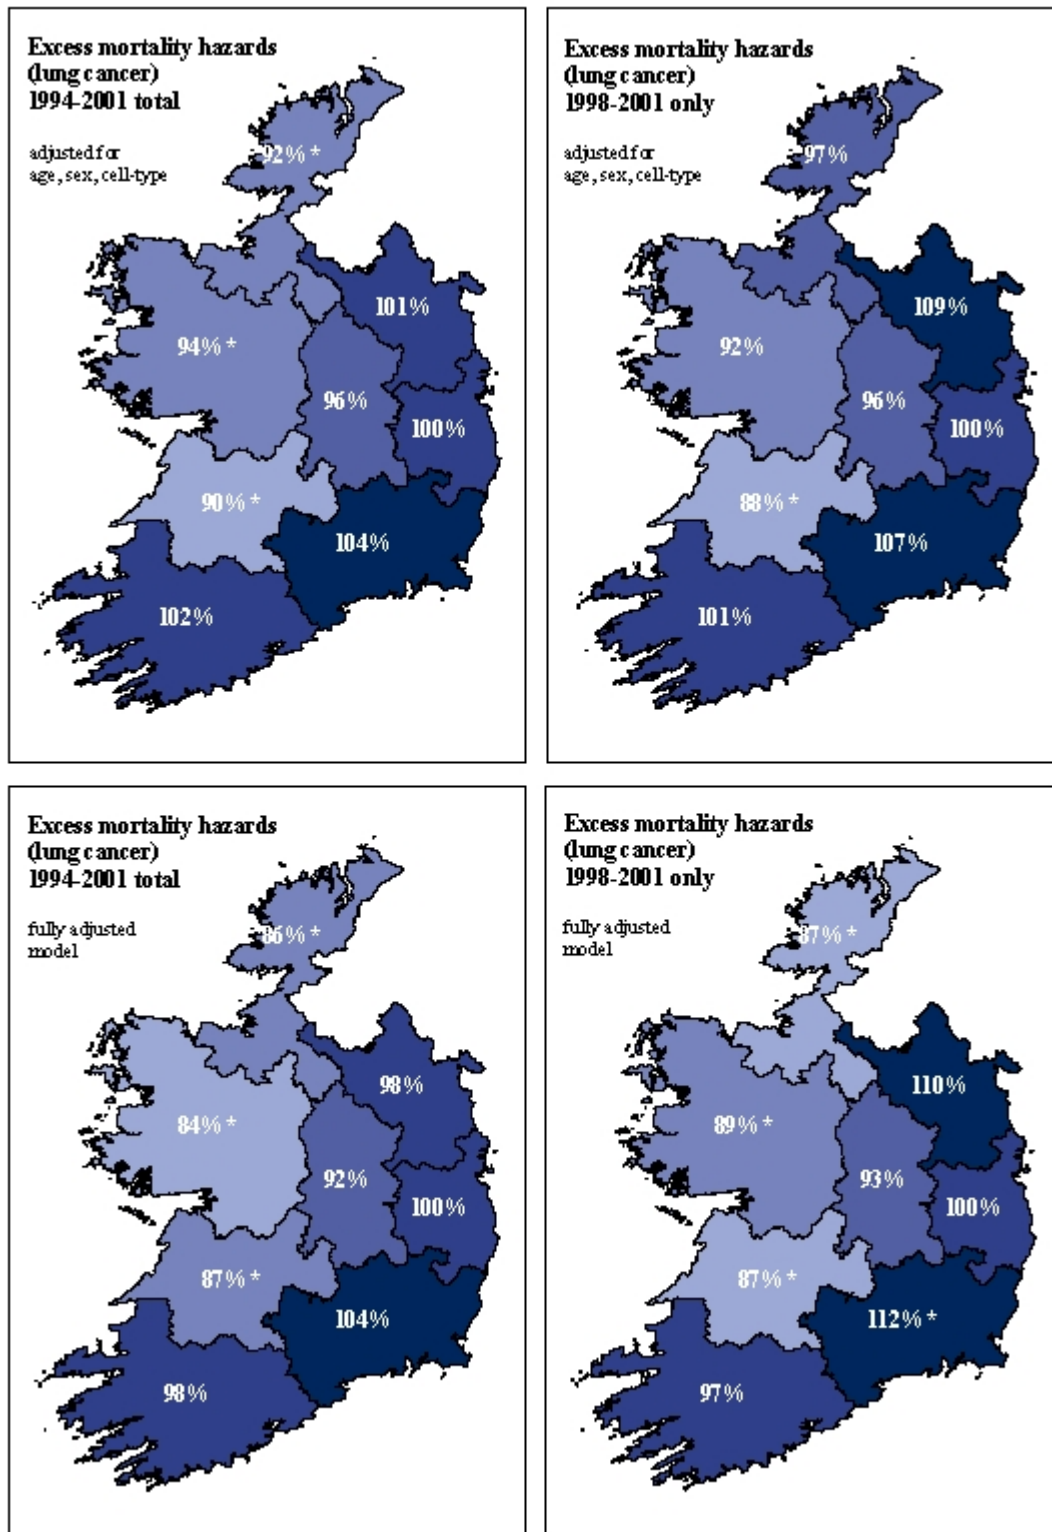 Excess mortality hazards
(lung cancer)
1994-2001 total
adjusted for
age, sex, cell-type
92% *
101%
94% *
96%
100%
90% *
104%
102%
Excess mortality hazards
(lung cancer)
1998-2001 only
adjusted for
age, sex, cell-type
97%
109%
92%
96%
100%
88% *
107%
101%
Excess mortality hazards
(lung cancer)
1994-2001 total
fully adjusted
model
86% *
98%
84% *
92%
100%
87% *
104%
98%
Excess mortality hazards
(lung cancer)
1998-2001 only
fully adjusted
model
87% *
110%
89% *
93%
100%
87% *
112% *
97%